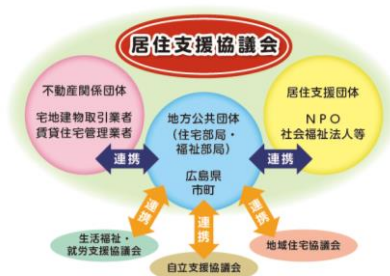 居住支援協議会
不動産関係団体
宅地建物取引業者
賃貸住宅管理業者
地方公共団体
（住宅部局・
福祉部局）
広島県
市町
居住支援団体
ＮＰＯ
社会福祉法人等
連携
連携
連携
連携
連携
生活福祉・
就労支援協議会
自立支援協議会
地域住宅協議会